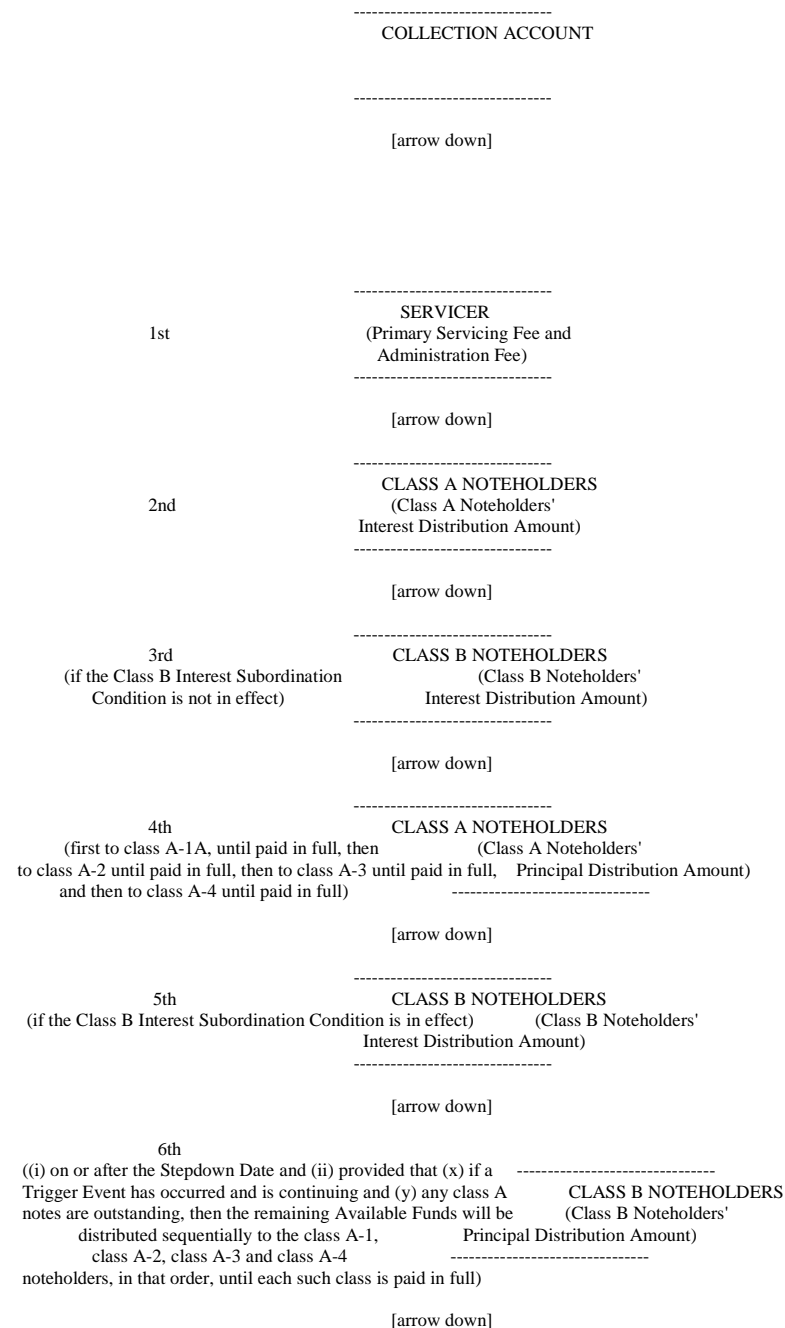 --------------------------------
COLLECTION ACCOUNT
--------------------------------
[arrow down]
--------------------------------
SERVICER
1st (Primary Servicing Fee and
Administration Fee)
--------------------------------
[arrow down]
--------------------------------
CLASS A NOTEHOLDERS
2nd (Class A Noteholders'
Interest Distribution Amount)
--------------------------------
[arrow down]
--------------------------------
3rd CLASS B NOTEHOLDERS
(if the Class B Interest Subordination (Class B Noteholders'
Condition is not in effect) Interest Distribution Amount)
--------------------------------
[arrow down]
--------------------------------
4th CLASS A NOTEHOLDERS
(first to class A-1A, until paid in full, then (Class A Noteholders'
to class A-2 until paid in full, then to class A-3 until paid in full, Principal Distribution Amount)
and then to class A-4 until paid in full) --------------------------------
[arrow down]
--------------------------------
5th CLASS B NOTEHOLDERS
(if the Class B Interest Subordination Condition is in effect) (Class B Noteholders'
Interest Distribution Amount)
--------------------------------
[arrow down]
6th
((i) on or after the Stepdown Date and (ii) provided that (x) if a --------------------------------
Trigger Event has occurred and is continuing and (y) any class A CLASS B NOTEHOLDERS
notes are outstanding, then the remaining Available Funds will be (Class B Noteholders'
distributed sequentially to the class A-1, Principal Distribution Amount)
class A-2, class A-3 and class A-4 --------------------------------
noteholders, in that order, until each such class is paid in full)
[arrow down]